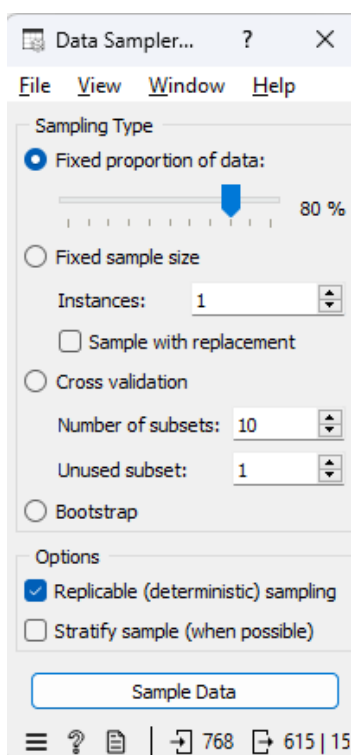 Data Sampler... ?
File View Window Help
Sampling Type
Fixed proportion of data:
80 %
Fixed sample size
Instances: 1
Sample with replacement
Cross validation
Number of subsets: 10
Unused subset: 1
Bootstrap
Options
Replicable (deterministic) sampling
Stratify sample (when possible)
Sample Data
? 768 615 | 15